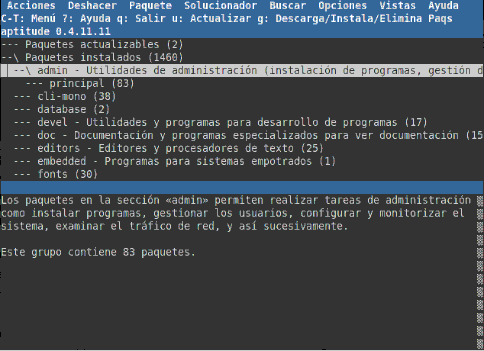 Acciones Deshacer Paquete Solucionador Buscar Opciones Vistas Ayuda
C-T: Menú ?: Ayuda q: Salir u: Actualizar g: Descarga/Instala/Elimina Paqs
aptitude 0.4.11.11
--- Paquetes actualizables (2)
--\ Paquetes instalados (1460)
--\ admin - Utilidades de administración (instalación de programas, gestión d
--- principal (83)
--- cli-mono (38)
--- database (2)
--- devel - Utilidades y programas para desarrollo de programas (17)
--- doc - Documentación y programas especializados para ver documentación (15
--- editors - Editores y procesadores de texto (25)
--- embedded - Programas para sistemas empotrados (1)
--- fonts (30)
Los paquetes en la sección «admin» permiten realizar tareas de administración
como instalar programas, gestionar los usuarios, configurar y monitorizar el
sistema, examinar el tráfico de red, y así sucesivamente.
Este grupo contiene 83 paquetes.